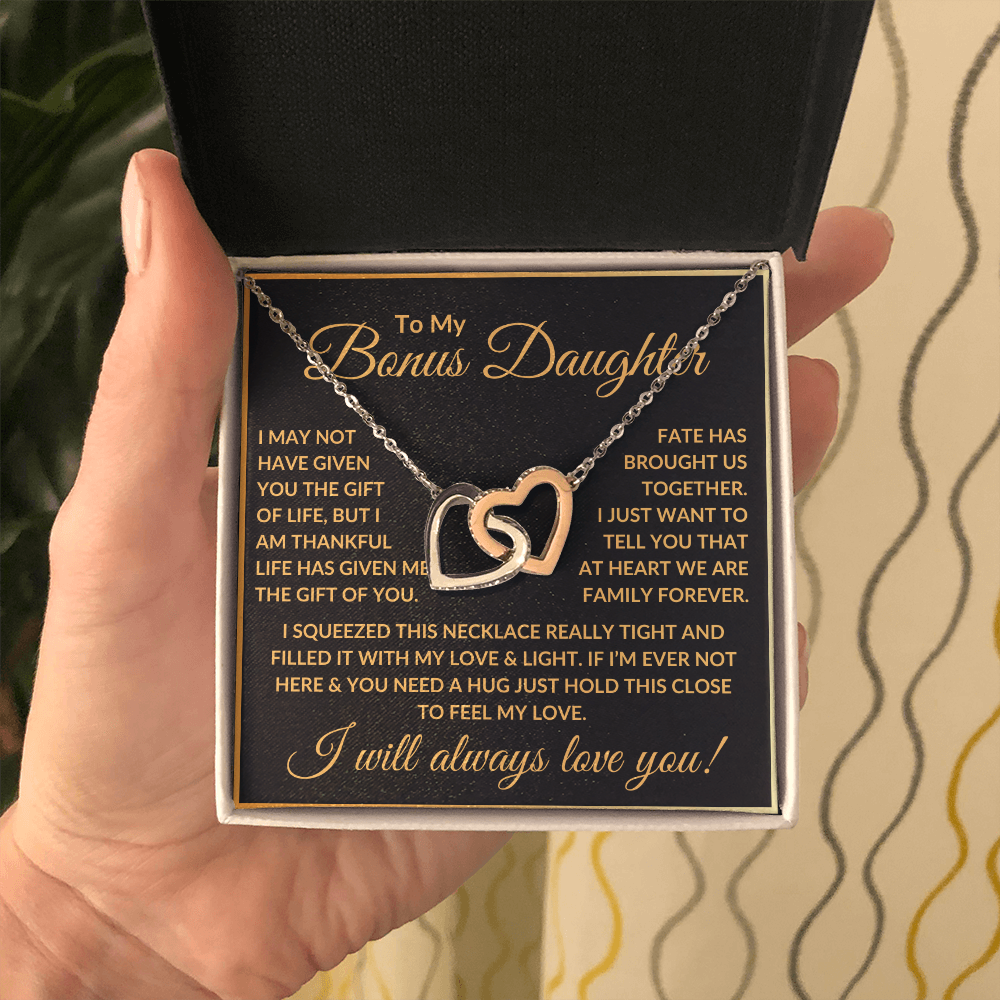 To My
Bonus Daughter
I MAY NOT
HAVE GIVEN
YOU THE GIFT
OF LIFE, BUT I
AM THANKFUL
LIFE HAS GIVEN ME
THE GIFT OF YOU.
FATE HAS
BROUGHT US
TOGETHER.
I JUST WANT TO
TELL YOU THAT
AT HEART WE ARE
FAMILY FOREVER.
I SQUEEZED THIS NECKLACE REALLY TIGHT AND
FILLED IT WITH MY LOVE & LIGHT. IF I'M EVER NOT
HERE & YOU NEED A HUG JUST HOLD THIS CLOSE
TO FEEL MY LOVE.
I will always love you!